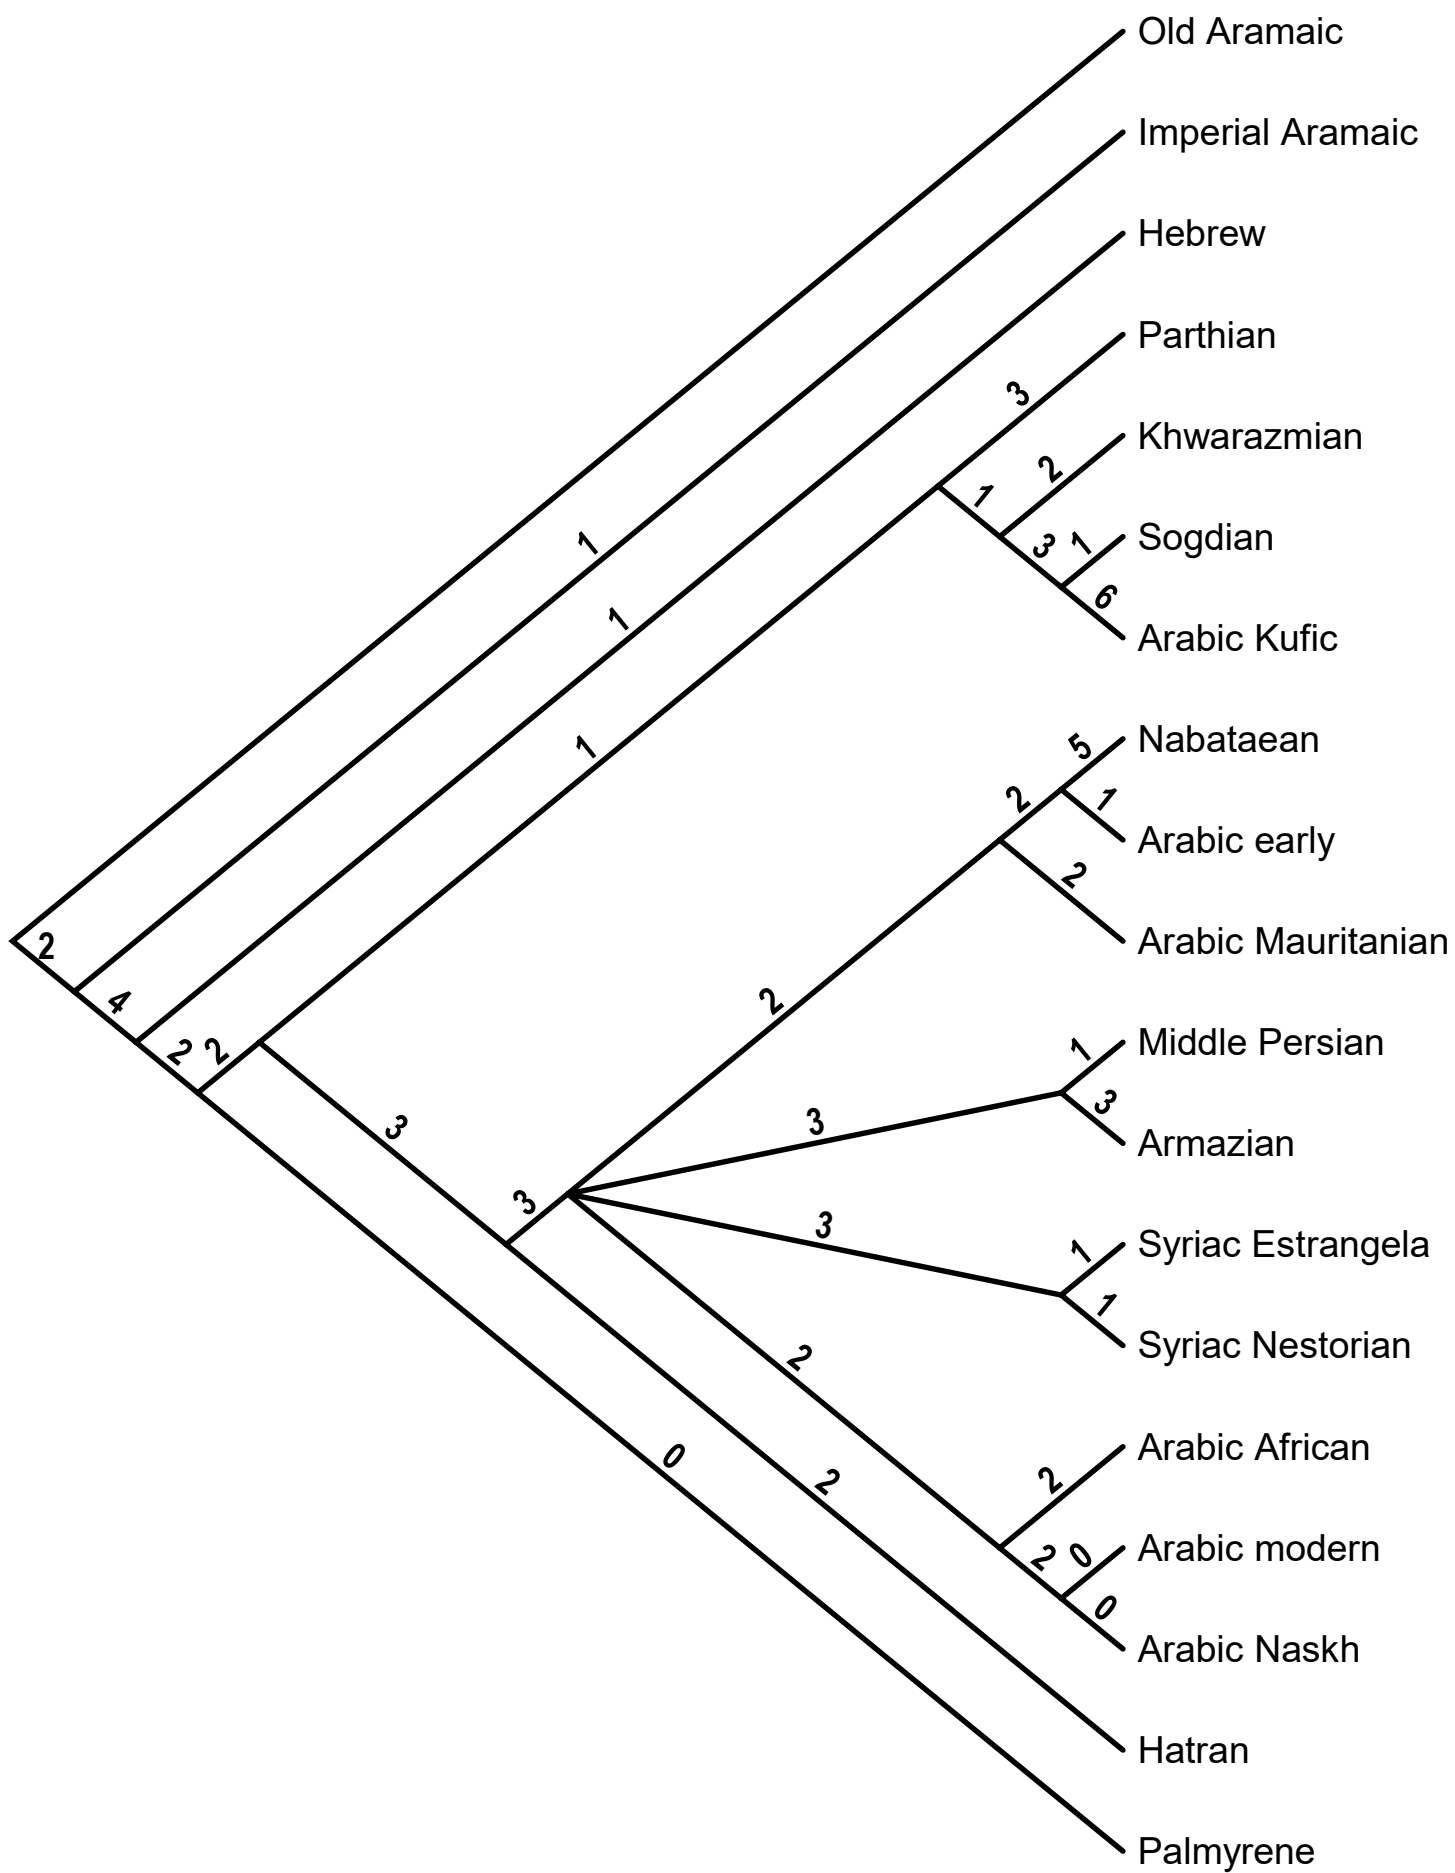 Old Aramaic
Imperial Aramaic
Hebrew
Parthian
3
Khwarazmian
2
1
Sogdian
1
3
1
6
Arabic Kufic
1
Nabataean
5
1
2
1
Arabic early
2
Arabic Mauritanian
2
4
2
Middle Persian
1
2
2
3
3
Armazian
3
3
3
Syriac Estrangela
1
1
Syriac Nestorian
2
Arabic African
0
2
2
Arabic modern
2
0
0
Arabic Naskh
Hatran
Palmyrene